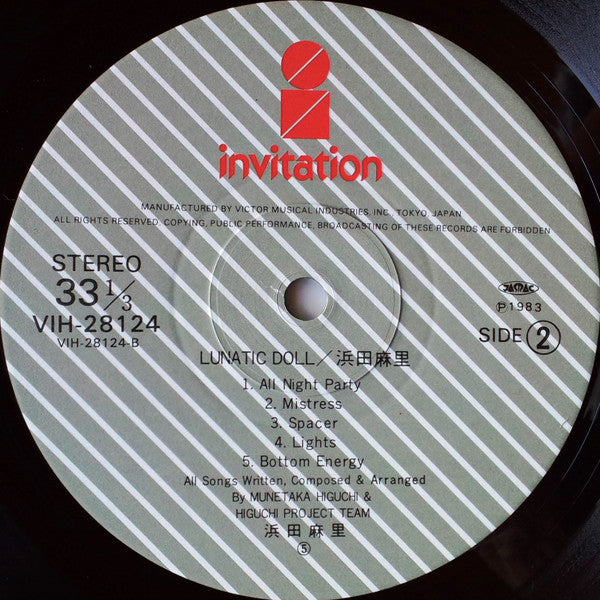 invitation
MANUFACTURED BY VICTOR MUSICAL INDUSTRIES, INC., TOKYO, JAPAN
ALL RIGHTS RESERVED, COPYING, PUBLIC PERFORMANCE, BROADCASTING OF THESE RECORDS ARE FORBIDDEN
STEREO
33 1/3
VIH-28124
VIH-28124-B
JASRAC
Ⓟ1983
SIDE ②
LUNATIC DOLL／浜田麻里
1. All Night Party
2. Mistress
3. Spacer
4. Lights
5. Bottom Energy
All Songs Written, Composed & Arranged
By MUNETAKA HIGUCHI &
HIGUCHI PROJECT TEAM
浜田麻里
⑤